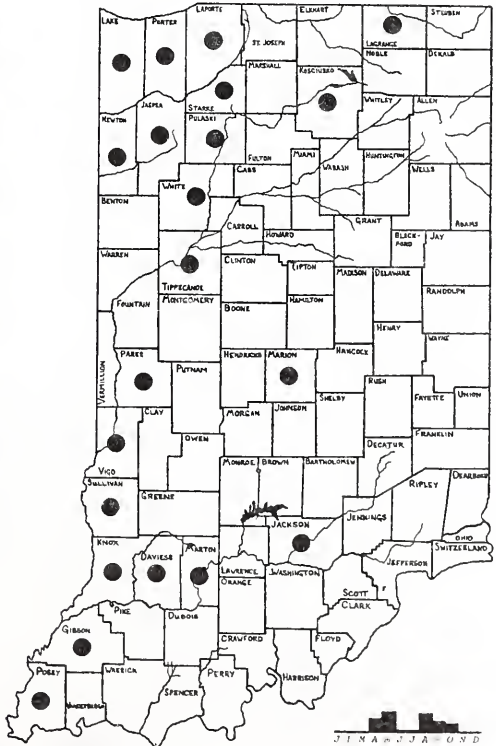 LAKE PORTER LAPORTE ST. JOSEPH ELKHART LAGRANGE STEUBEN
NOBLE DEKALB
STARKE MARSHALL KOSCIUSKO WHITLEY ALLEN
NEWTON JASPER PULASKI FULTON
MIAMI WABASH HUNTINGTON WELLS ADAMS
BENTON WHITE CASS
CARROLL HOWARD GRANT BLACK-
FORD JAY
WARREN TIPPECANOE CLINTON TIPTON MADISON DELAWARE RANDOLPH
FOUNTAIN MONTGOMERY BOONE HAMILTON HENRY WAYNE
VERMILLION PARKE PUTNAM HENDRICKS MARION HANCOCK RUSH FAYETTE UNION
VIGO CLAY OWEN MORGAN JOHNSON SHELBY DECATUR FRANKLIN
SULLIVAN GREENE MONROE BROWN BARTHOLOMEW JENNINGS RIPLEY DEARBORN
OHIO
SWITZERLAND
KNOX DAVIESS MARTIN LAWRENCE JACKSON JEFFERSON
ORANGE WASHINGTON SCOTT
CLARK
GIBSON PIKE DUBOIS CRAWFORD FLOYD
POSEY VANDERBURGH WARRICK SPENCER PERRY HARRISON
J F M A M J J A S O N D